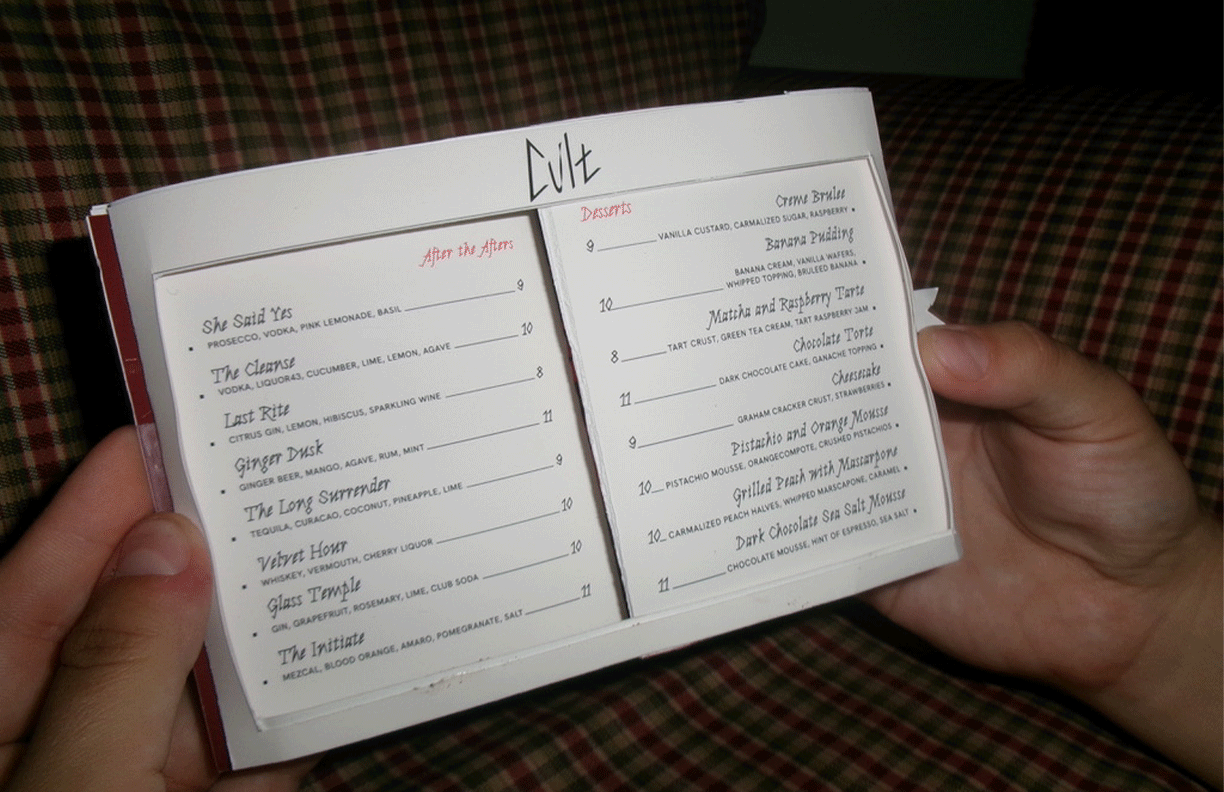 Cult
After the Afters
She Said Yes
PROSECCO, VODKA, PINK LEMONADE, BASIL 9
The Cleanse
VODKA, LIQUOR43, CUCUMBER, LIME, LEMON, AGAVE 10
Last Rite
CITRUS GIN, LEMON, HIBISCUS, SPARKLING WINE 8
Ginger Dusk
GINGER BEER, MANGO, AGAVE, RUM, MINT 11
The Long Surrender
TEQUILA, CURACAO, COCONUT, PINEAPPLE, LIME 9
Velvet Hour
WHISKEY, VERMOUTH, CHERRY LIQUOR 10
Glass Temple
GIN, GRAPEFRUIT, ROSEMARY, LIME, CLUB SODA 10
The Initiate
MEZCAL, BLOOD ORANGE, AMARO, POMEGRANATE, SALT 11
Desserts
Creme Brulee
9 VANILLA CUSTARD, CARMALIZED SUGAR, RASPBERRY
Banana Pudding
BANANA CREAM, VANILLA WAFERS,
10 WHIPPED TOPPING, BRULEED BANANA
Matcha and Raspberry Tarte
8 TART CRUST, GREEN TEA CREAM, TART RASPBERRY JAM
Chocolate Torte
11 DARK CHOCOLATE CAKE, GANACHE TOPPING
Cheesecake
9 GRAHAM CRACKER CRUST, STRAWBERRIES
Pistachio and Orange Mousse
10 PISTACHIO MOUSSE, ORANGECOMPOTE, CRUSHED PISTACHIOS
Grilled Peach with Mascarpone
10 CARMALIZED PEACH HALVES, WHIPPED MARSCAPONE, CARAMEL
Dark Chocolate Sea Salt Mousse
11 CHOCOLATE MOUSSE, HINT OF ESPRESSO, SEA SALT